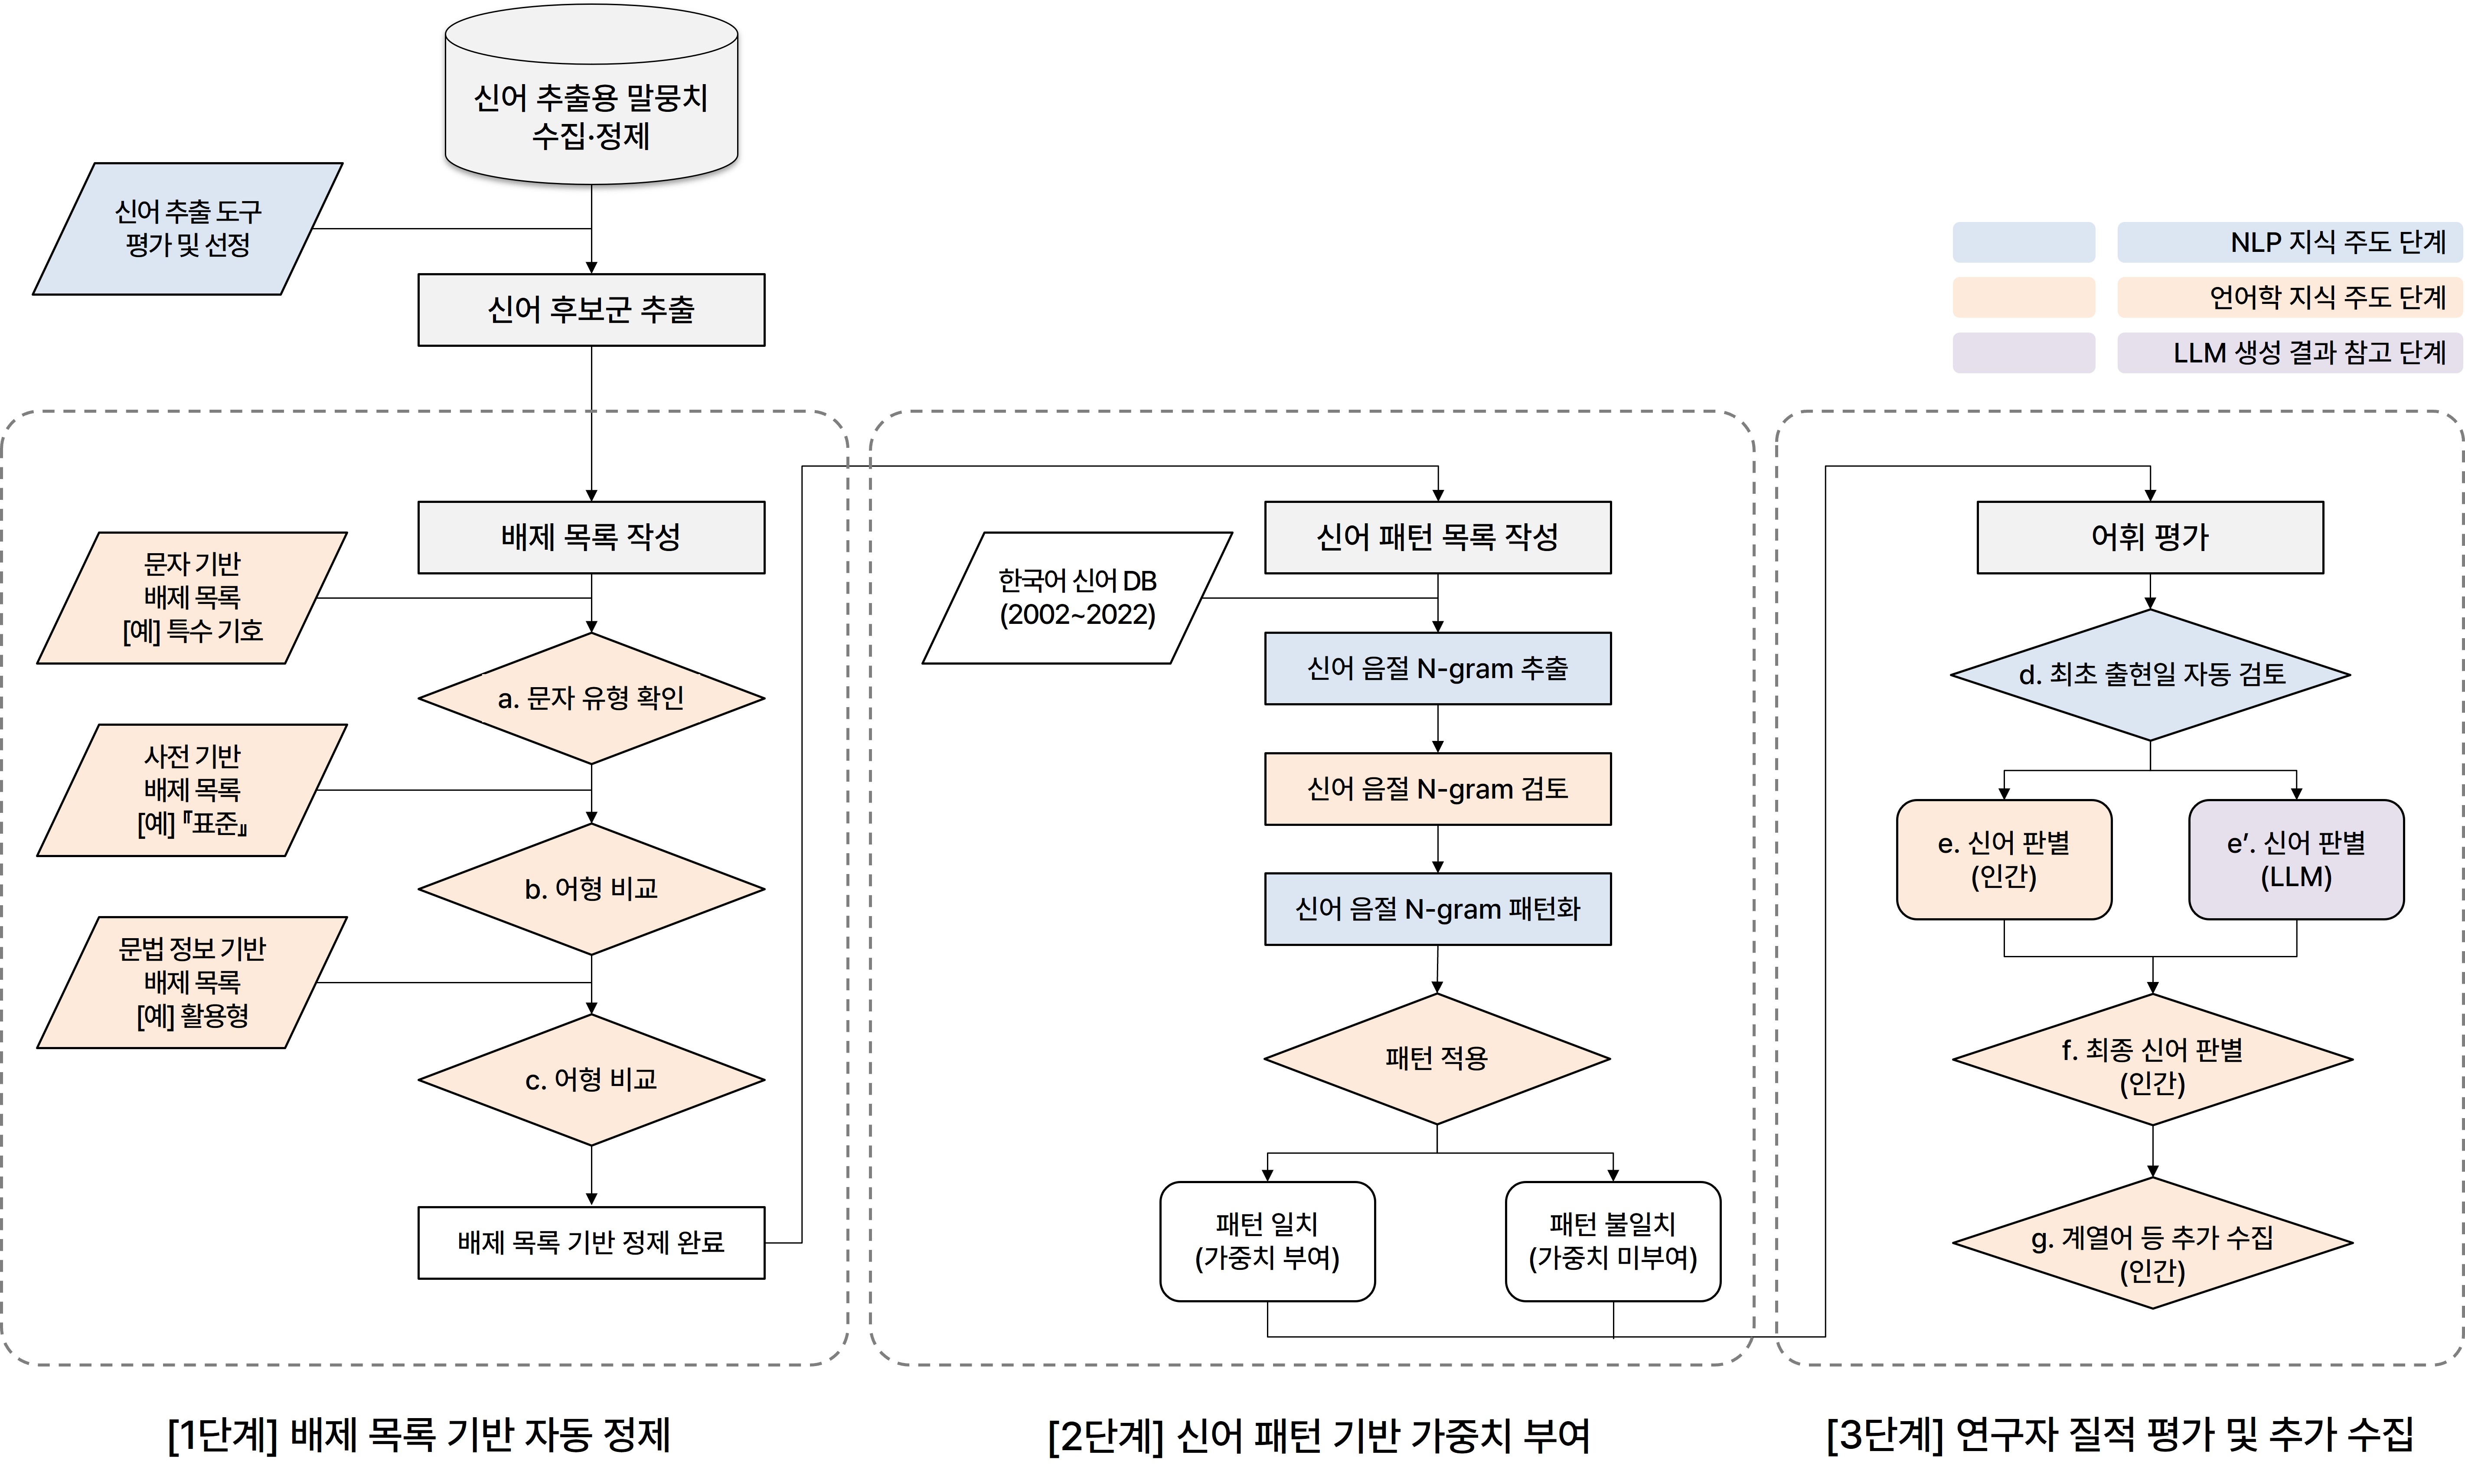 신어 추출용 말뭉치
수집·정제
신어 추출 도구
평가 및 선정
신어 후보군 추출
NLP 지식 주도 단계
언어학 지식 주도 단계
LLM 생성 결과 참고 단계
배제 목록 작성
문자 기반
배제 목록
[예] 특수 기호
a. 문자 유형 확인
사전 기반
배제 목록
[예]『표준』
b. 어형 비교
문법 정보 기반
배제 목록
[예] 활용형
c. 어형 비교
배제 목록 기반 정제 완료
신어 패턴 목록 작성
한국어 신어 DB
(2002~2022)
신어 음절 N-gram 추출
신어 음절 N-gram 검토
신어 음절 N-gram 패턴화
패턴 적용
패턴 일치
(가중치 부여)
패턴 불일치
(가중치 미부여)
어휘 평가
d. 최초 출현일 자동 검토
e. 신어 판별
(인간)
e′. 신어 판별
(LLM)
f. 최종 신어 판별
(인간)
g. 계열어 등 추가 수집
(인간)
[1단계] 배제 목록 기반 자동 정제
[2단계] 신어 패턴 기반 가중치 부여
[3단계] 연구자 질적 평가 및 추가 수집